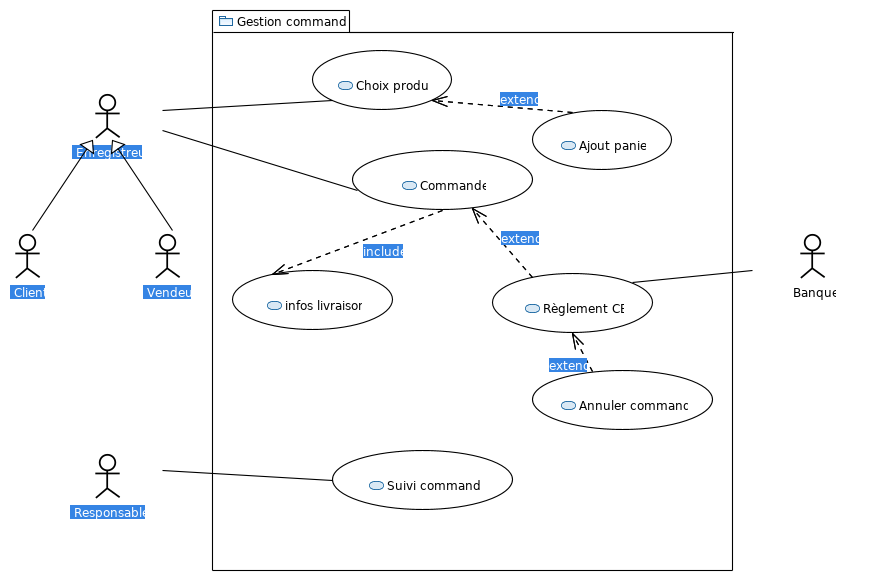 Gestion command
Choix produ
extend
Enregistreu
Ajout panie
Commande
extend
include
Client
Vendeu
Banque
infos livraison
Règlement CB
extend
Annuler command
Suivi command
Responsable